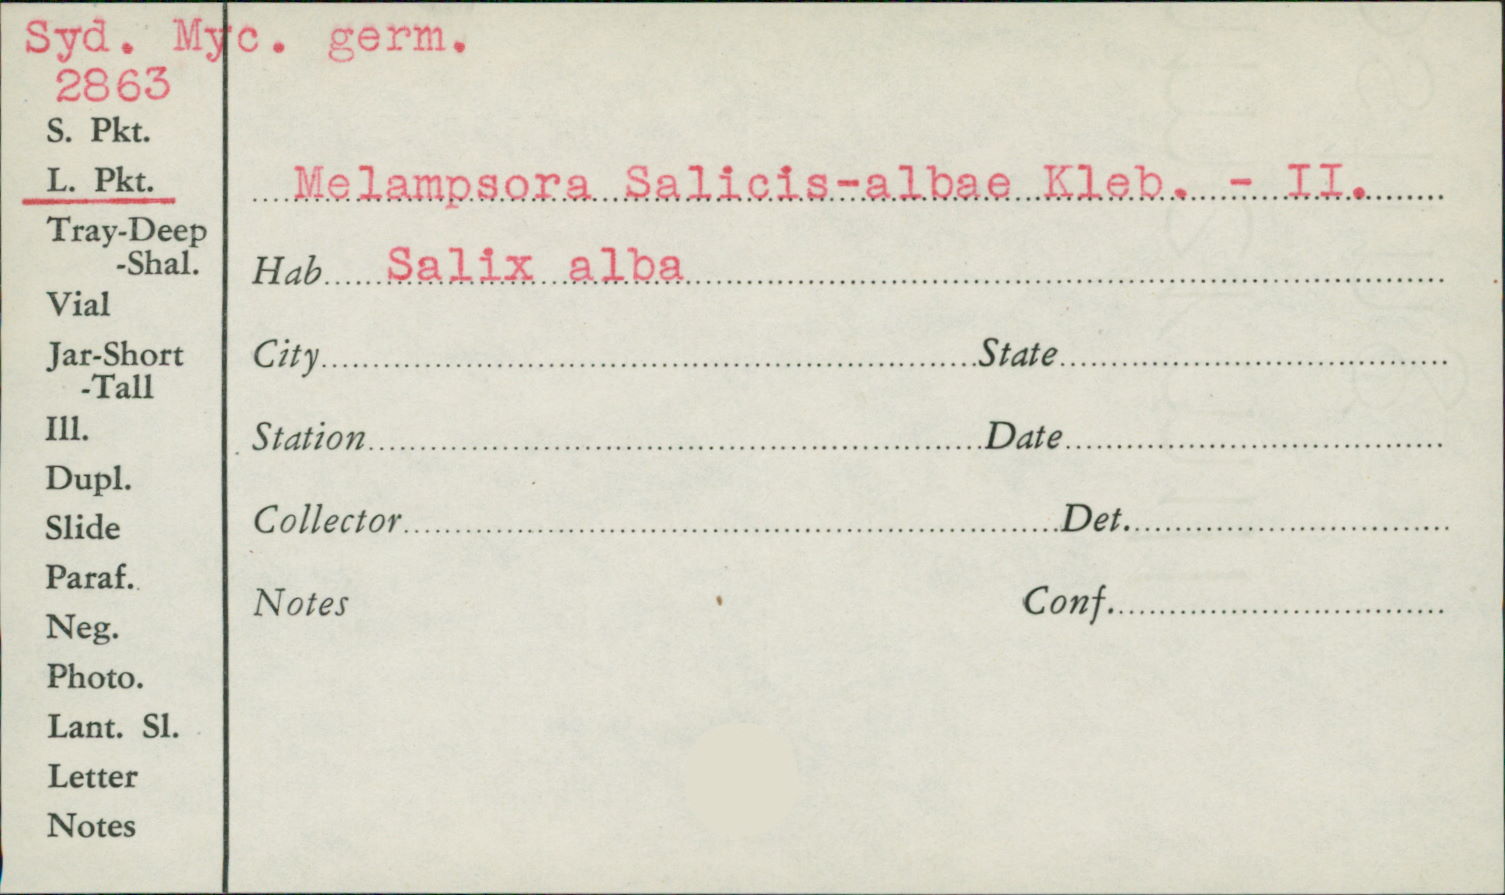 Syd. Myc. germ.
2863
S. Pkt.
L. Pkt.
Tray-Deep
-Shal.
Vial
Jar-Short
-Tall
Ill.
Dupl.
Slide
Paraf.
Neg.
Photo.
Lant. Sl.
Letter
Notes
Melampsora Salicis-albae Kleb. - II.
Hab Salix alba
City State
Station Date
Collector Det.
Notes Conf.